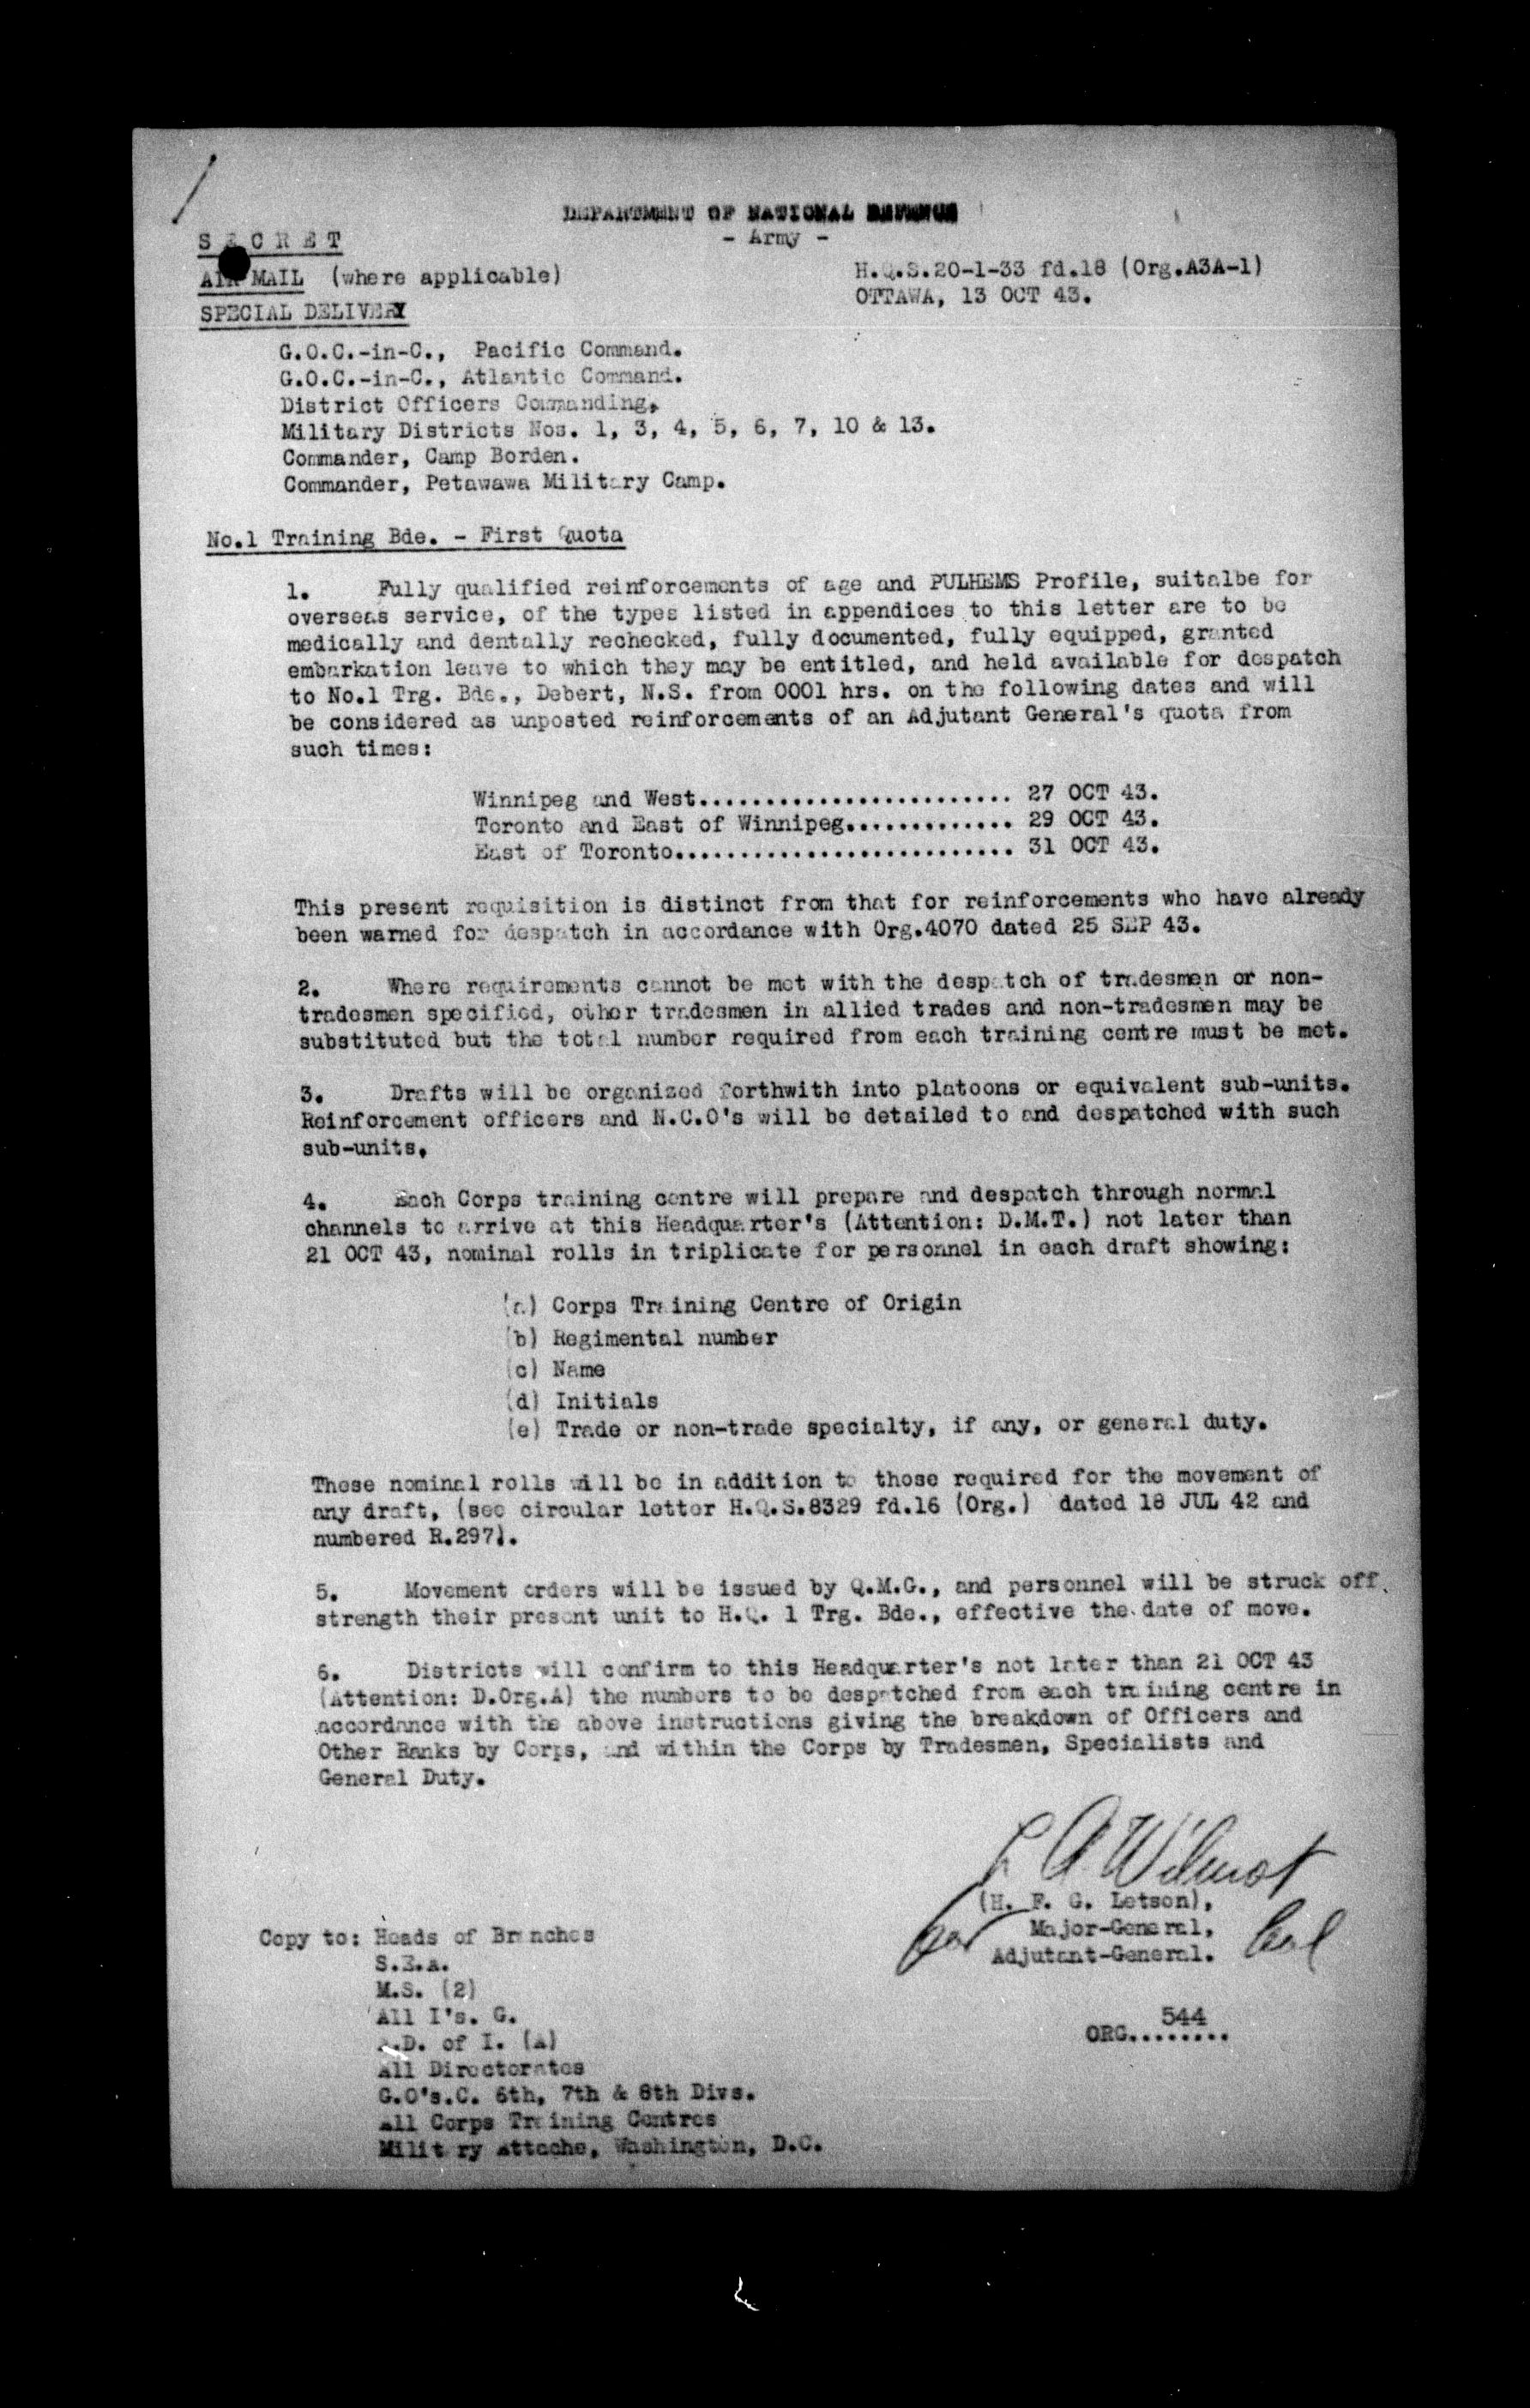 DEPARTMENT OF NATIONAL DEFENCE
- Army -
S E C R E T
AIR MAIL (where applicable)
H.Q.S.20-1-33 fd.18 (Org.A3A-1)
OTTAWA, 13 OCT 43.
SPECIAL DELIVERY
G.O.C.-in-C., Pacific Command.
G.O.C.-in-C., Atlantic Command.
District Officers Commanding,
Military Districts Nos. 1, 3, 4, 5, 6, 7, 10 & 13.
Commander, Camp Borden.
Commander, Petawawa Military Camp.
No.1 Training Bde. - First Quota
1. Fully qualified reinforcements of age and PULHEMS Profile, suitalbe for
overseas service, of the types listed in appendices to this letter are to be
medically and dentally rechecked, fully documented, fully equipped, granted
embarkation leave to which they may be entitled, and held available for despatch
to No.1 Trg. Bde., Debert, N.S. from 0001 hrs. on the following dates and will
be considered as unposted reinforcements of an Adjutant General's quota from
such times:
Winnipeg and West........................ 27 OCT 43.
Toronto and East of Winnipeg............. 29 OCT 43.
East of Toronto.......................... 31 OCT 43.
This present requisition is distinct from that for reinforcements who have already
been warned for despatch in accordance with Org.4070 dated 25 SEP 43.
2. Where requirements cannot be met with the despatch of tradesmen or non-
tradesmen specified, other tradesmen in allied trades and non-tradesmen may be
substituted but the total number required from each training centre must be met.
3. Drafts will be organized forthwith into platoons or equivalent sub-units.
Reinforcement officers and N.C.O's will be detailed to and despatched with such
sub-units.
4. Each Corps training centre will prepare and despatch through normal
channels to arrive at this Headquarter's (Attention: D.M.T.) not later than
21 OCT 43, nominal rolls in triplicate for personnel in each draft showing:
(a) Corps Training Centre of Origin
(b) Regimental number
(c) Name
(d) Initials
(e) Trade or non-trade specialty, if any, or general duty.
These nominal rolls will be in addition to those required for the movement of
any draft, (see circular letter H.Q.S.8329 fd.16 (Org.) dated 18 JUL 42 and
numbered R.297).
5. Movement orders will be issued by Q.M.G., and personnel will be struck off
strength their present unit to H.Q. 1 Trg. Bde., effective the date of move.
6. Districts will confirm to this Headquarter's not later than 21 OCT 43
(Attention: D.Org.A) the numbers to be despatched from each training centre in
accordance with the above instructions giving the breakdown of Officers and
Other Ranks by Corps, and within the Corps by Tradesmen, Specialists and
General Duty.
Wilmot
(H. F. G. Letson),
for Major-General, Col
Adjutant-General.
Copy to: Heads of Branches
S.E.A.
M.S. (2)
All I's. G.
D. of I. (A)
All Directorates
G.O's.C. 6th, 7th & 8th Divs.
All Corps Training Centres
Military Attache, Washington, D.C.
544
ORG........